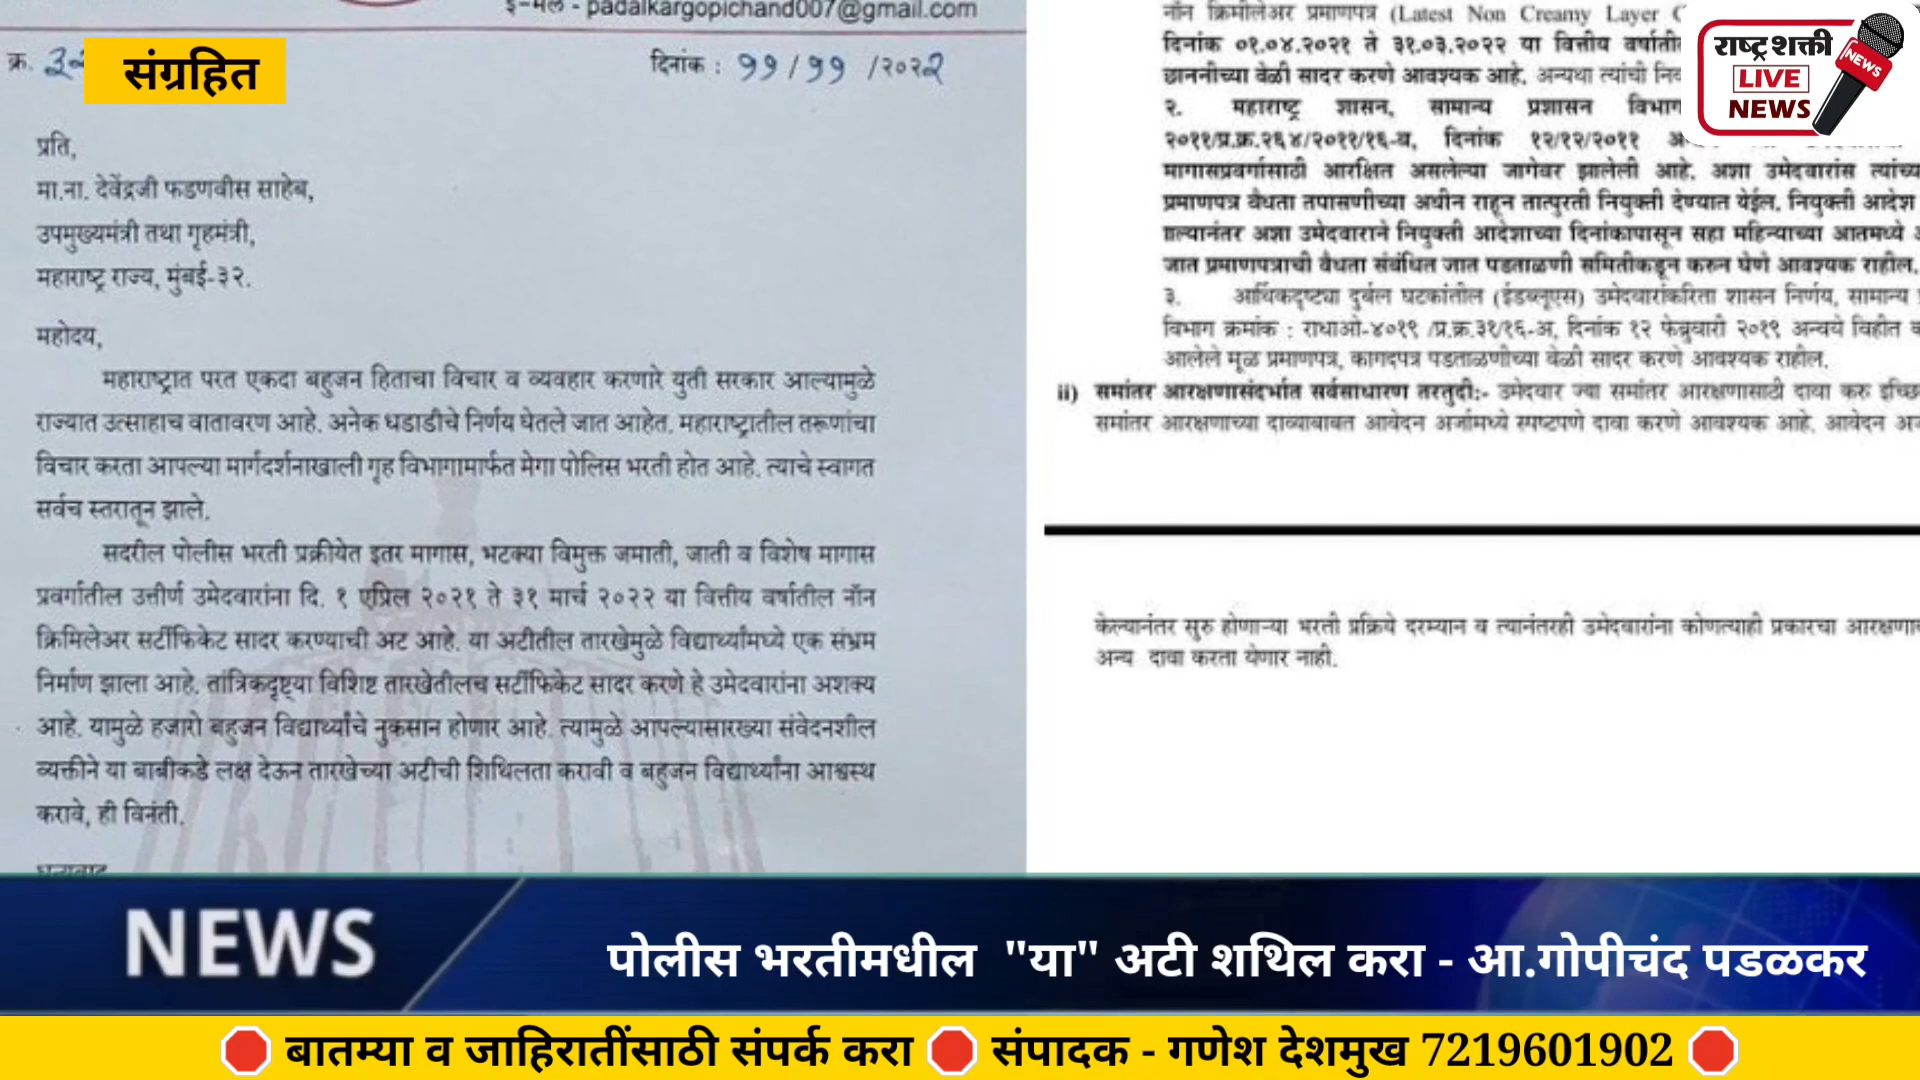 ई-मेल - padalkargopichand007@gmail.com
क्र.
संग्रहित
दिनांक : ११/११/२०२२
प्रति,
मा.ना. देवेंद्रजी फडणवीस साहेब,
उपमुख्यमंत्री तथा गृहमंत्री,
महाराष्ट्र राज्य, मुंबई-३२.
महोदय,
महाराष्ट्रात परत एकदा बहुजन हिताचा विचार व व्यवहार करणारे युती सरकार आल्यामुळे
राज्यात उत्साहाच वातावरण आहे. अनेक धडाडीचे निर्णय घेतले जात आहेत. महाराष्ट्रातील तरूणांचा
विचार करता आपल्या मार्गदर्शनाखाली गृह विभागामार्फत मेगा पोलिस भरती होत आहे. त्याचे स्वागत
सर्वच स्तरातून झाले.
सदरील पोलीस भरती प्रक्रीयेत इतर मागास, भटक्या विमुक्त जमाती, जाती व विशेष मागास
प्रवर्गातील उत्तीर्ण उमेदवारांना दि. १ एप्रिल २०२१ ते ३१ मार्च २०२२ या वित्तीय वर्षातील नॉन
क्रिमिलेअर सर्टीफिकेट सादर करण्याची अट आहे. या अटीतील तारखेमुळे विद्यार्थ्यांमध्ये एक संभ्रम
निर्माण झाला आहे. तांत्रिकदृष्ट्या विशिष्ट तारखेतीलच सर्टीफिकेट सादर करणे हे उमेदवारांना अशक्य
आहे. यामुळे हजारो बहुजन विद्यार्थ्यांचे नुकसान होणार आहे. त्यामुळे आपल्यासारख्या संवेदनशील
व्यक्तीने या बाबीकडे लक्ष देऊन तारखेच्या अटीची शिथिलता करावी व बहुजन विद्यार्थ्यांना आश्वस्थ
करावे, ही विनंती.
नॉन क्रिमीलेअर प्रमाणपत्र (Latest Non Creamy Layer
दिनांक ०१.०४.२०२१ ते ३१.०३.२०२२ या वित्तीय
छाननीच्या वेळी सादर करणे आवश्यक आहे. अन्यथा त्यांची
२. महाराष्ट्र शासन, सामान्य प्रशासन विभाग
२०११/प्र.क्र.२६४/२०११/१६-ब, दिनांक १२/१२/२०११
मागासप्रवर्गासाठी आरक्षित असलेल्या जागेवर झालेली आहे. अशा उमेदवारांस
प्रमाणपत्र वैधता तपासणीच्या अधीन राहून तात्पुरती नियुक्ती देण्यात येईल. नियुक्ती आदेश
अशा उमेदवाराने नियुक्ती आदेशाच्या दिनांकापासून सहा महिन्याच्या आतमध्ये
जात प्रमाणपत्राची वैधता संबंधित जात पडताळणी समितीकडून करुन घेणे आवश्यक राहील.
३. आर्थिकदृष्ट्या दुर्बल घटकांतील (ईडब्लूएस) उमेदवारांकरिता शासन निर्णय, सामान्य
विभाग क्रमांक : राधाओ-४०१९ /प्र.क्र.३१/१६-अ, दिनांक १२ फेब्रुवारी २०१९ अन्वये विहीत
आलेले मूळ प्रमाणपत्र, कागदपत्र पडताळणीच्या वेळी सादर करणे आवश्यक राहील.
ii) समांतर आरक्षणासंदर्भात सर्वसाधारण तरतुदी:- उमेदवार ज्या समांतर आरक्षणासाठी दावा करु
समांतर आरक्षणाच्या दाव्याबाबत आवेदन अर्जामध्ये स्पष्टपणे दावा करणे आवश्यक आहे. आवेदन
केल्यानंतर सुरु होणाऱ्या भरती प्रक्रिये दरम्यान व त्यानंतरही उमेदवारांना कोणत्याही प्रकारचा
अन्य दावा करता येणार नाही.
राष्ट्रशक्ती
LIVE
NEWS
NEWS
NEWS
पोलीस भरतीमधील "या" अटी शथिल करा - आ.गोपीचंद पडळकर
बातम्या व जाहिरातींसाठी संपर्क करा संपादक - गणेश देशमुख 7219601902